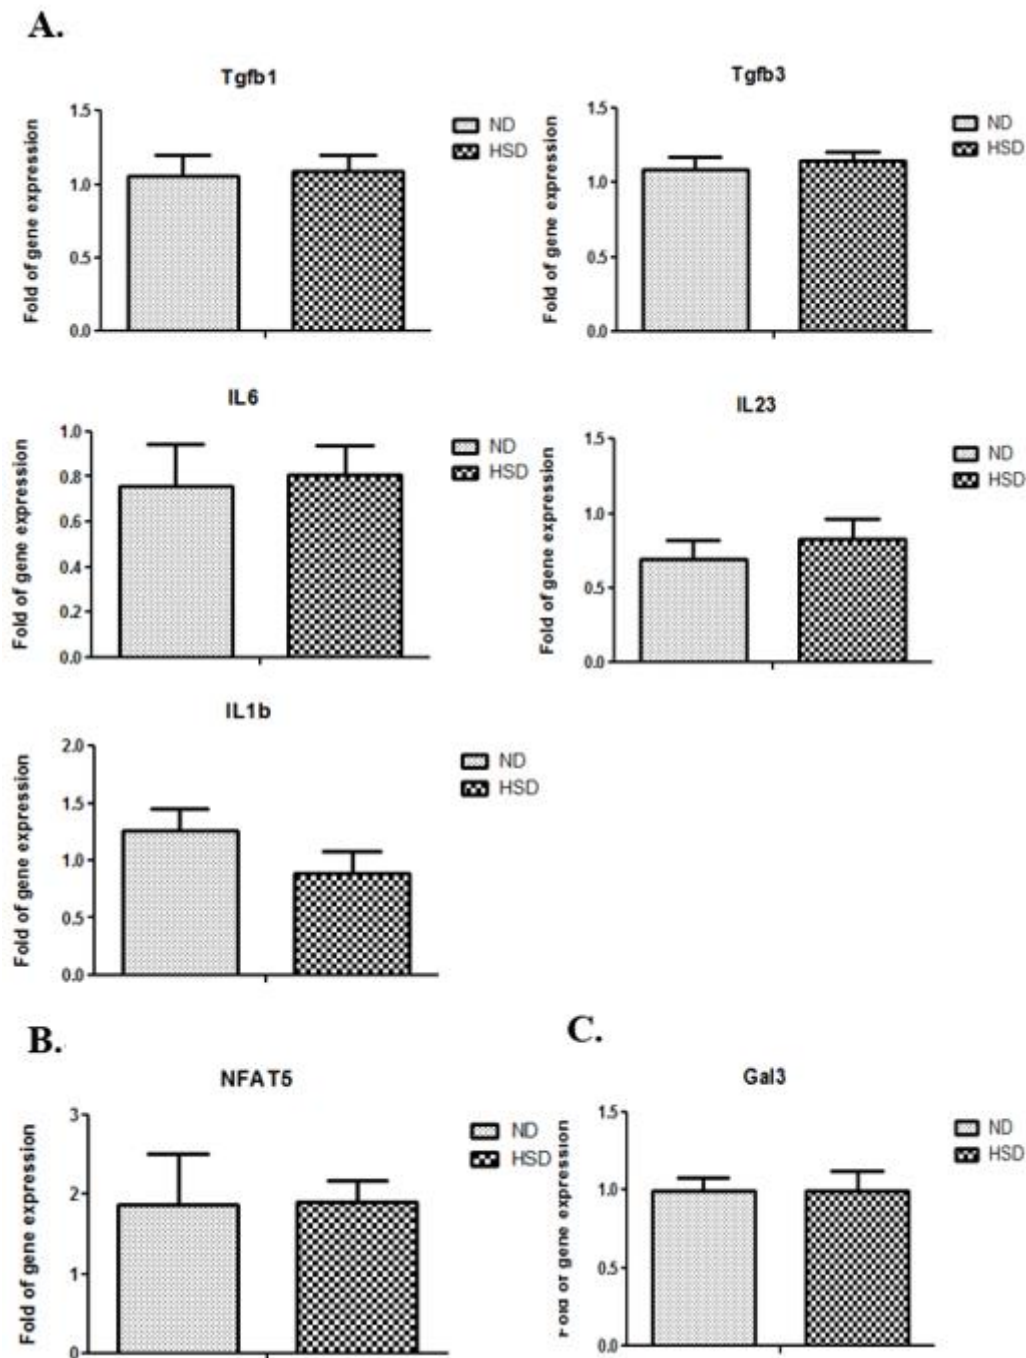 A.
Tgfb1
Fold of gene expression
1.5
1.0
0.5
0.0
ND
HSD
Tgfb3
Fold of gene expression
1.5
1.0
0.5
0.0
ND
HSD
IL6
Fold of gene expression
1.0
0.8
0.6
0.4
0.2
0.0
ND
HSD
IL23
Fold of gene expression
1.5
1.0
0.5
0.0
ND
HSD
IL1b
Fold of gene expression
2.0
1.5
1.0
0.5
0.0
ND
HSD
B.
NFAT5
Fold of gene expression
3
2
1
0
ND
HSD
C.
Gal3
Fold of gene expression
1.5
1.0
0.5
0.0
ND
HSD